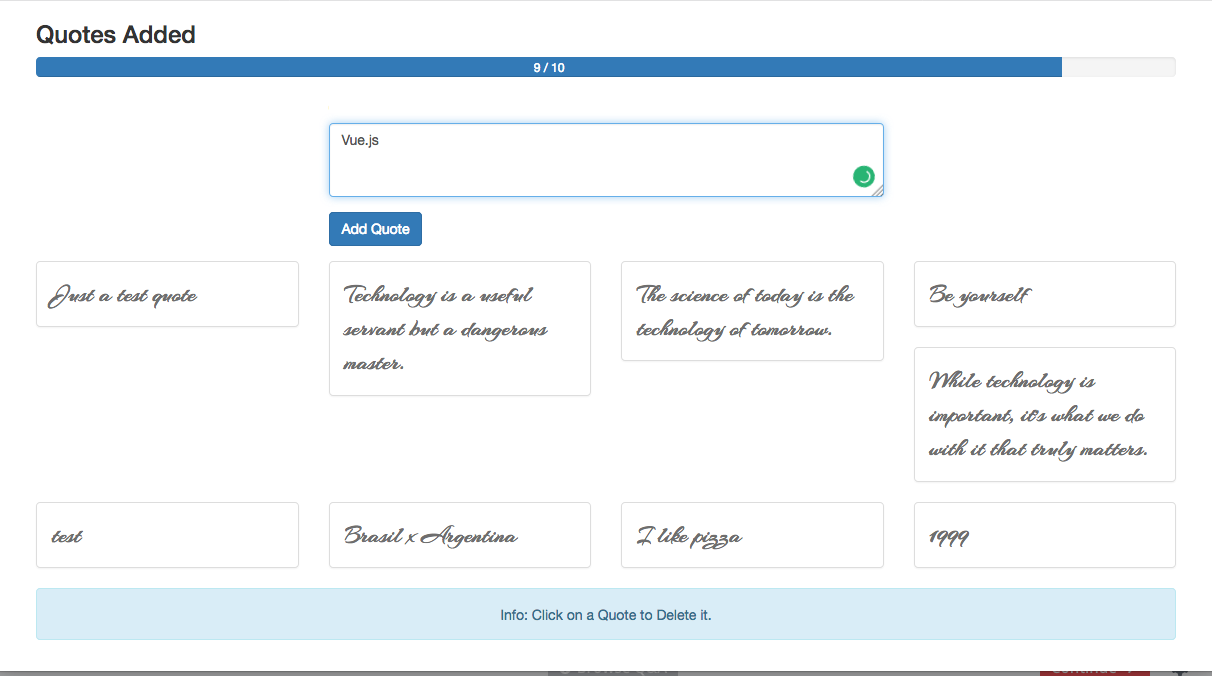 Quotes Added
9 / 10
Vue.js
Add Quote
Just a test quote
Technology is a useful
servant but a dangerous
master.
The science of today is the
technology of tomorrow.
Be yourself
While technology is
important, it's what we do
with it that truly matters.
test
Brasil x Argentina
I like pizza
1999
Info: Click on a Quote to Delete it.